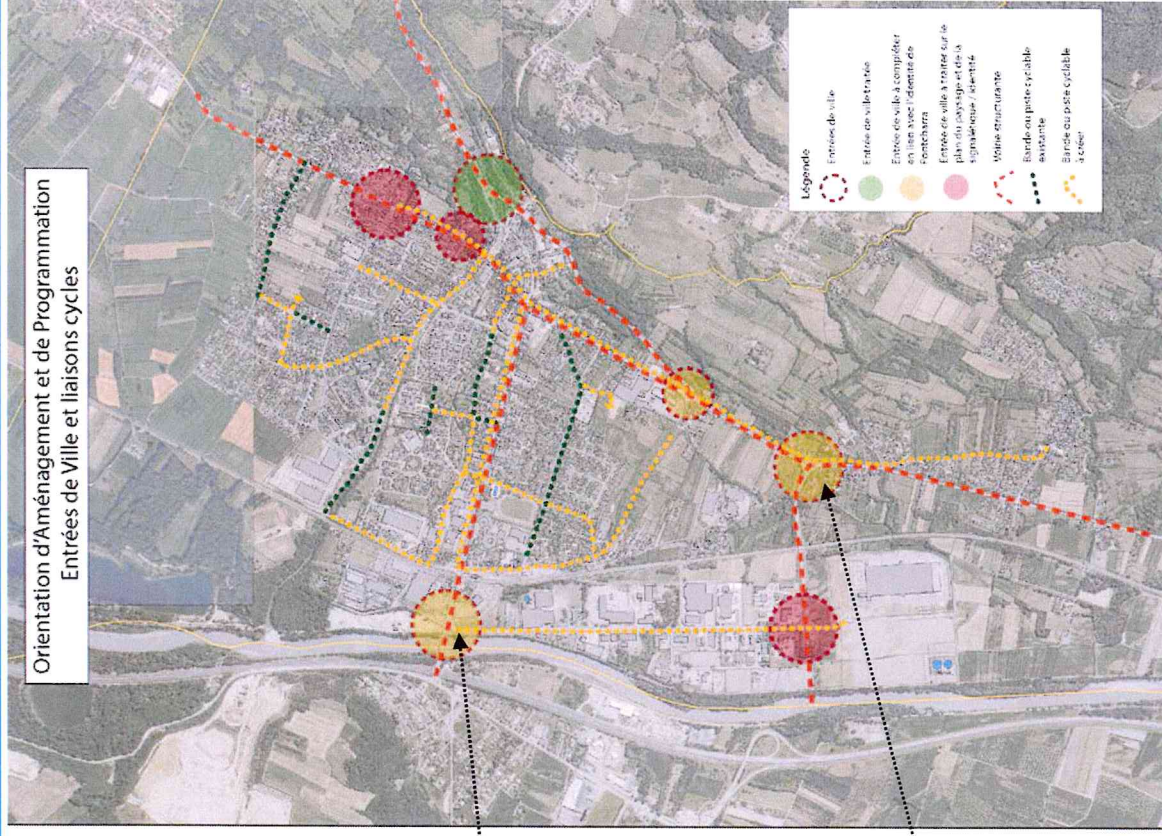 Orientation d'Aménagement et de Programmation
Entrées de Ville et liaisons cycles
Légende
Entrées de ville
Entrée de ville traitée
Entrée de ville à compléter
en lien avec l'identité de
Pontcharra
Entrée de ville à traiter sur le
plan du paysage et de la
signalétique / identité
Voirie structurante
Bande ou piste cyclable
existante
Bande ou piste cyclable
à créer